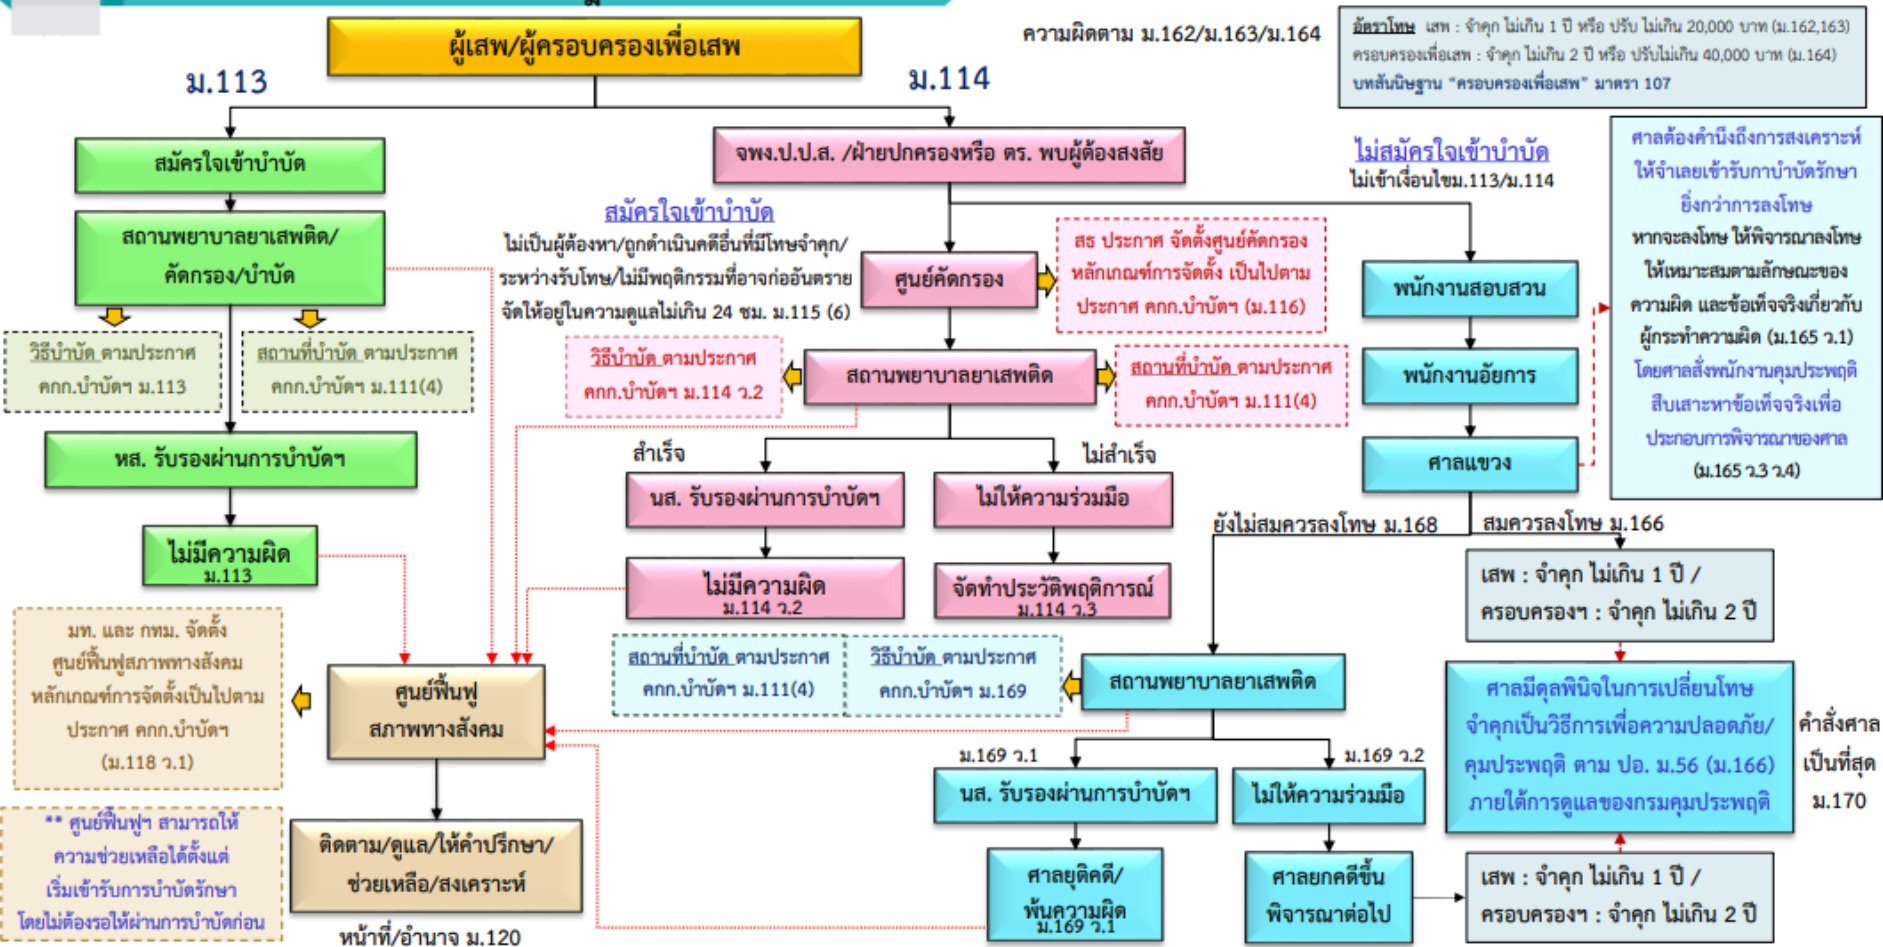 ผู้เสพ/ผู้ครอบครองเพื่อเสพ
ความผิดตาม ม.162/ม.163/ม.164
อัตราโทษ เสพ : จำคุก ไม่เกิน 1 ปี หรือ ปรับ ไม่เกิน 20,000 บาท (ม.162,163)
ครอบครองเพื่อเสพ : จำคุก ไม่เกิน 2 ปี หรือ ปรับไม่เกิน 40,000 บาท (ม.164)
บทสันนิษฐาน “ครอบครองเพื่อเสพ” มาตรา 107
ม.113
ม.114
สมัครใจเข้าบำบัด
สถานพยาบาลยาเสพติด/
คัดกรอง/บำบัด
วิธีบำบัด ตามประกาศ
คกก.บำบัดฯ ม.113
สถานที่บำบัด ตามประกาศ
คกก.บำบัดฯ ม.111(4)
หส. รับรองผ่านการบำบัดฯ
ไม่มีความผิด
ม.113
จพง.ป.ป.ส. /ฝ่ายปกครองหรือ ตร. พบผู้ต้องสงสัย
สมัครใจเข้าบำบัด
ไม่เป็นผู้ต้องหา/ถูกดำเนินคดีอื่นที่มีโทษจำคุก/
ระหว่างรับโทษ/ไม่มีพฤติกรรมที่อาจก่ออันตราย
จัดให้อยู่ในความดูแลไม่เกิน 24 ชม. ม.115 (6)
ศูนย์คัดกรอง
สธ ประกาศ จัดตั้งศูนย์คัดกรอง
หลักเกณฑ์การจัดตั้ง เป็นไปตาม
ประกาศ คกก.บำบัดฯ (ม.116)
วิธีบำบัด ตามประกาศ
คกก.บำบัดฯ ม.114 ว.2
สถานพยาบาลยาเสพติด
สถานที่บำบัด ตามประกาศ
คกก.บำบัดฯ ม.111(4)
สำเร็จ
ไม่สำเร็จ
นส. รับรองผ่านการบำบัดฯ
ไม่ให้ความร่วมมือ
ไม่มีความผิด
ม.114 ว.2
จัดทำประวัติพฤติการณ์
ม.114 ว.3
ไม่สมัครใจเข้าบำบัด
ไม่เข้าเงื่อนไขม.113/ม.114
พนักงานสอบสวน
พนักงานอัยการ
ศาลแขวง
ศาลต้องคำนึงถึงการสงเคราะห์
ให้จำเลยเข้ารับกาบำบัดรักษา
ยิ่งกว่าการลงโทษ
หากจะลงโทษ ให้พิจารณาลงโทษ
ให้เหมาะสมตามลักษณะของ
ความผิด และข้อเท็จจริงเกี่ยวกับ
ผู้กระทำความผิด (ม.165 ว.1)
โดยศาลสั่งพนักงานคุมประพฤติ
สืบเสาะหาข้อเท็จจริงเพื่อ
ประกอบการพิจารณาของศาล
(ม.165 ว.3 ว.4)
ยังไม่สมควรลงโทษ ม.168
สมควรลงโทษ ม.166
เสพ : จำคุก ไม่เกิน 1 ปี /
ครอบครองฯ : จำคุก ไม่เกิน 2 ปี
มท. และ กทม. จัดตั้ง
ศูนย์ฟื้นฟูสภาพทางสังคม
หลักเกณฑ์การจัดตั้งเป็นไปตาม
ประกาศ คกก.บำบัดฯ
(ม.118 ว.1)
ศูนย์ฟื้นฟู
สภาพทางสังคม
สถานที่บำบัด ตามประกาศ
คกก.บำบัดฯ ม.111(4)
วิธีบำบัด ตามประกาศ
คกก.บำบัดฯ ม.169
สถานพยาบาลยาเสพติด
ศาลมีดุลพินิจในการเปลี่ยนโทษ
จำคุกเป็นวิธีการเพื่อความปลอดภัย/
คุมประพฤติ ตาม ปอ. ม.56 (ม.166)
ภายใต้การดูแลของกรมคุมประพฤติ
คำสั่งศาล
เป็นที่สุด
ม.170
ม.169 ว.1
ม.169 ว.2
นส. รับรองผ่านการบำบัดฯ
ไม่ให้ความร่วมมือ
** ศูนย์ฟื้นฟูฯ สามารถให้
ความช่วยเหลือได้ตั้งแต่
เริ่มเข้ารับการบำบัดรักษา
โดยไม่ต้องรอให้ผ่านการบำบัดก่อน
ติดตาม/ดูแล/ให้คำปรึกษา/
ช่วยเหลือ/สงเคราะห์
หน้าที่/อำนาจ ม.120
ศาลยุติคดี/
พ้นความผิด
ม.169 ว.1
ศาลยกคดีขึ้น
พิจารณาต่อไป
เสพ : จำคุก ไม่เกิน 1 ปี /
ครอบครองฯ : จำคุก ไม่เกิน 2 ปี